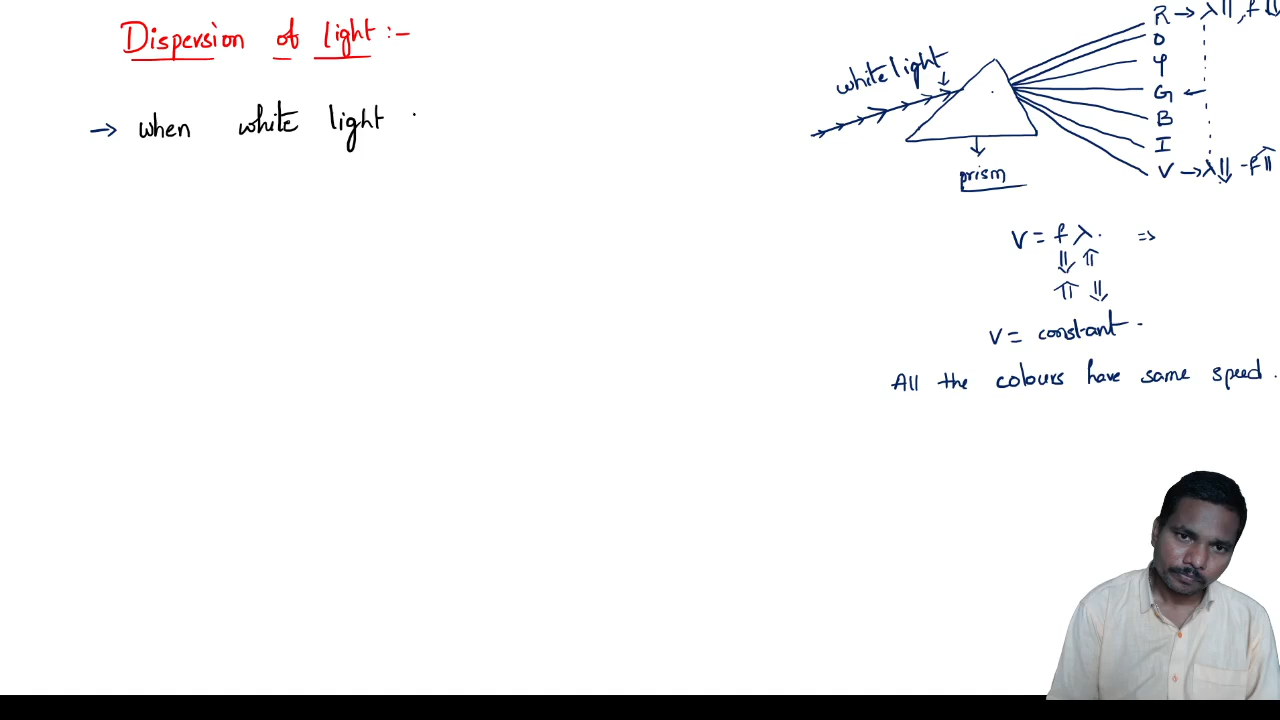 Dispersion of light :-
→ when white light .
white light
prism
R → λ⇑, f⇓
O
Y
G ←
B
I
V → λ⇓ - f⇑
V = f λ . ⇒
⇓ ⇑
⇑ ⇓
V = constant .
All the colours have same speed .